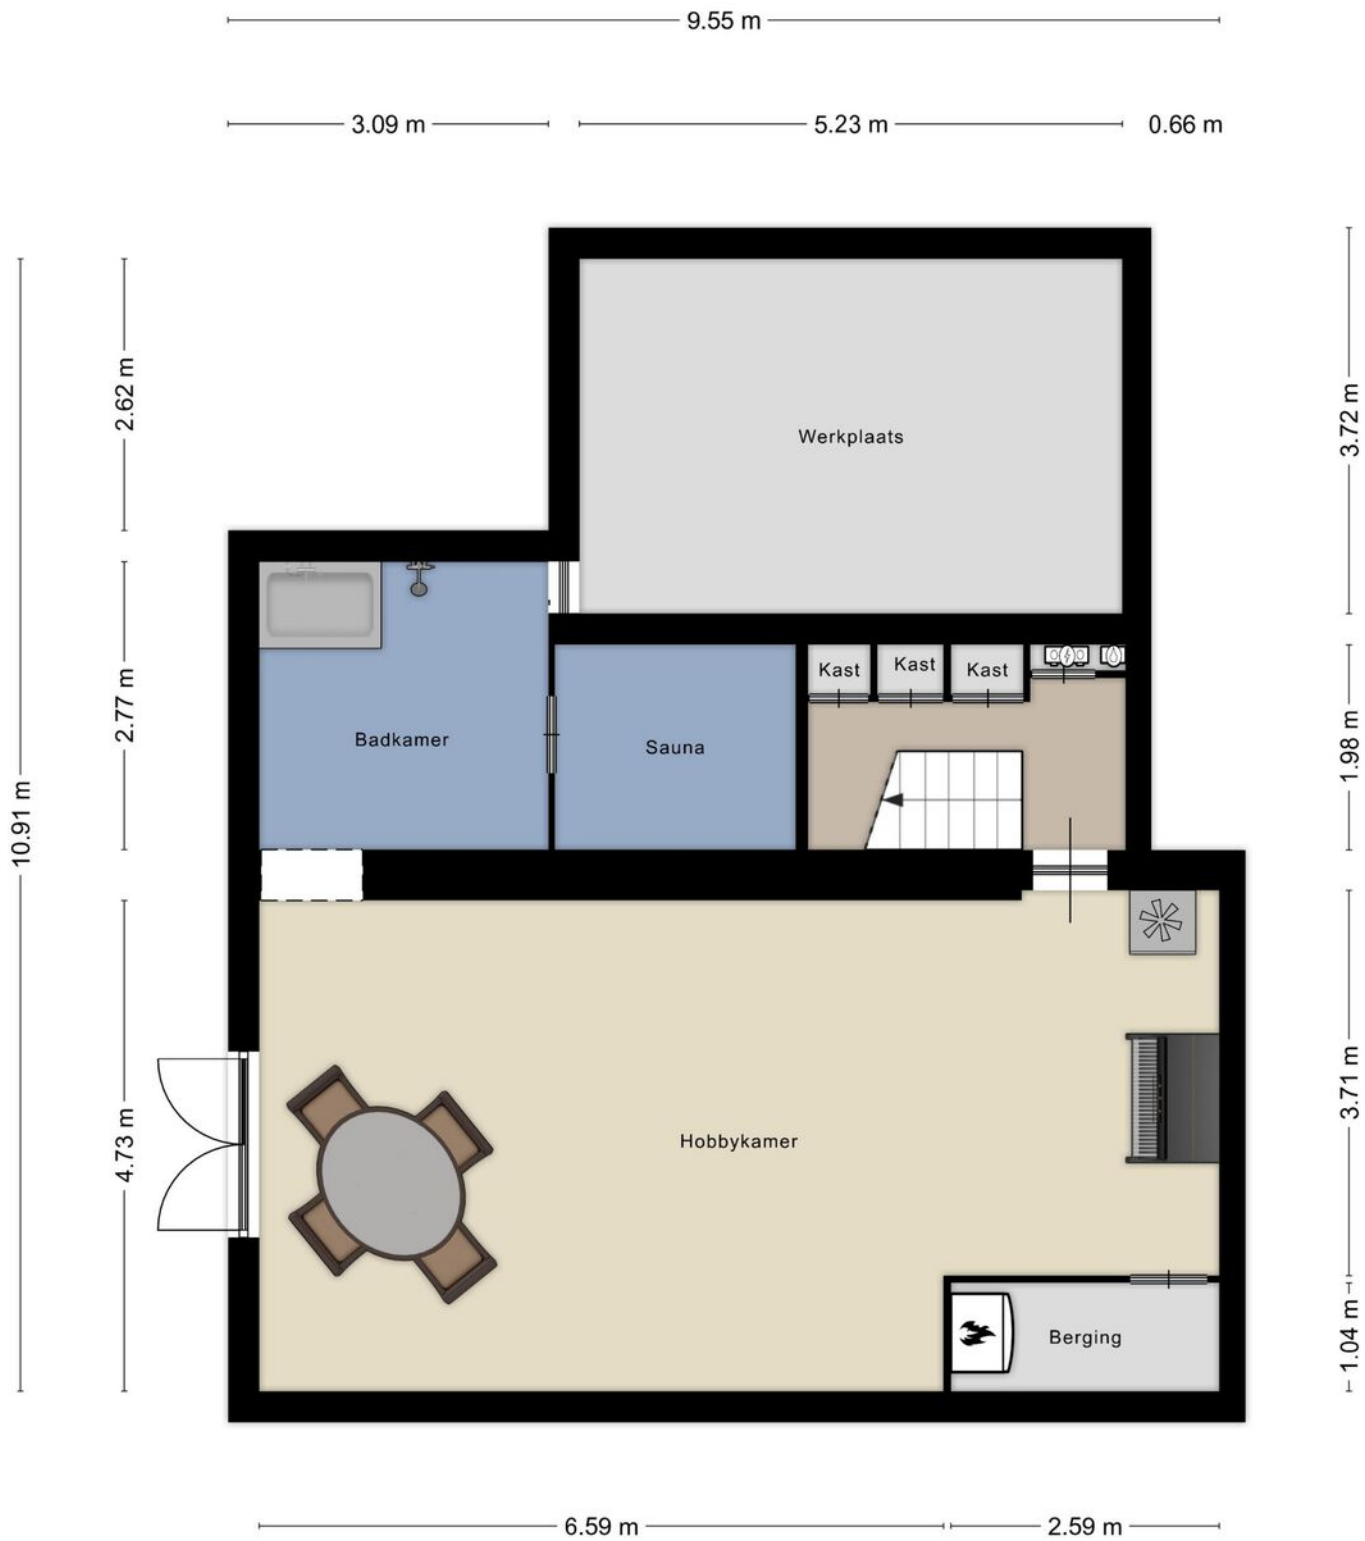 9.55 m
3.09 m
5.23 m
0.66 m
2.62 m
3.72 m
Werkplaats
10.91 m
2.77 m
1.98 m
Kast
Kast
Kast
Badkamer
Sauna
4.73 m
3.71 m
Hobbykamer
Berging
1.04 m
6.59 m
2.59 m